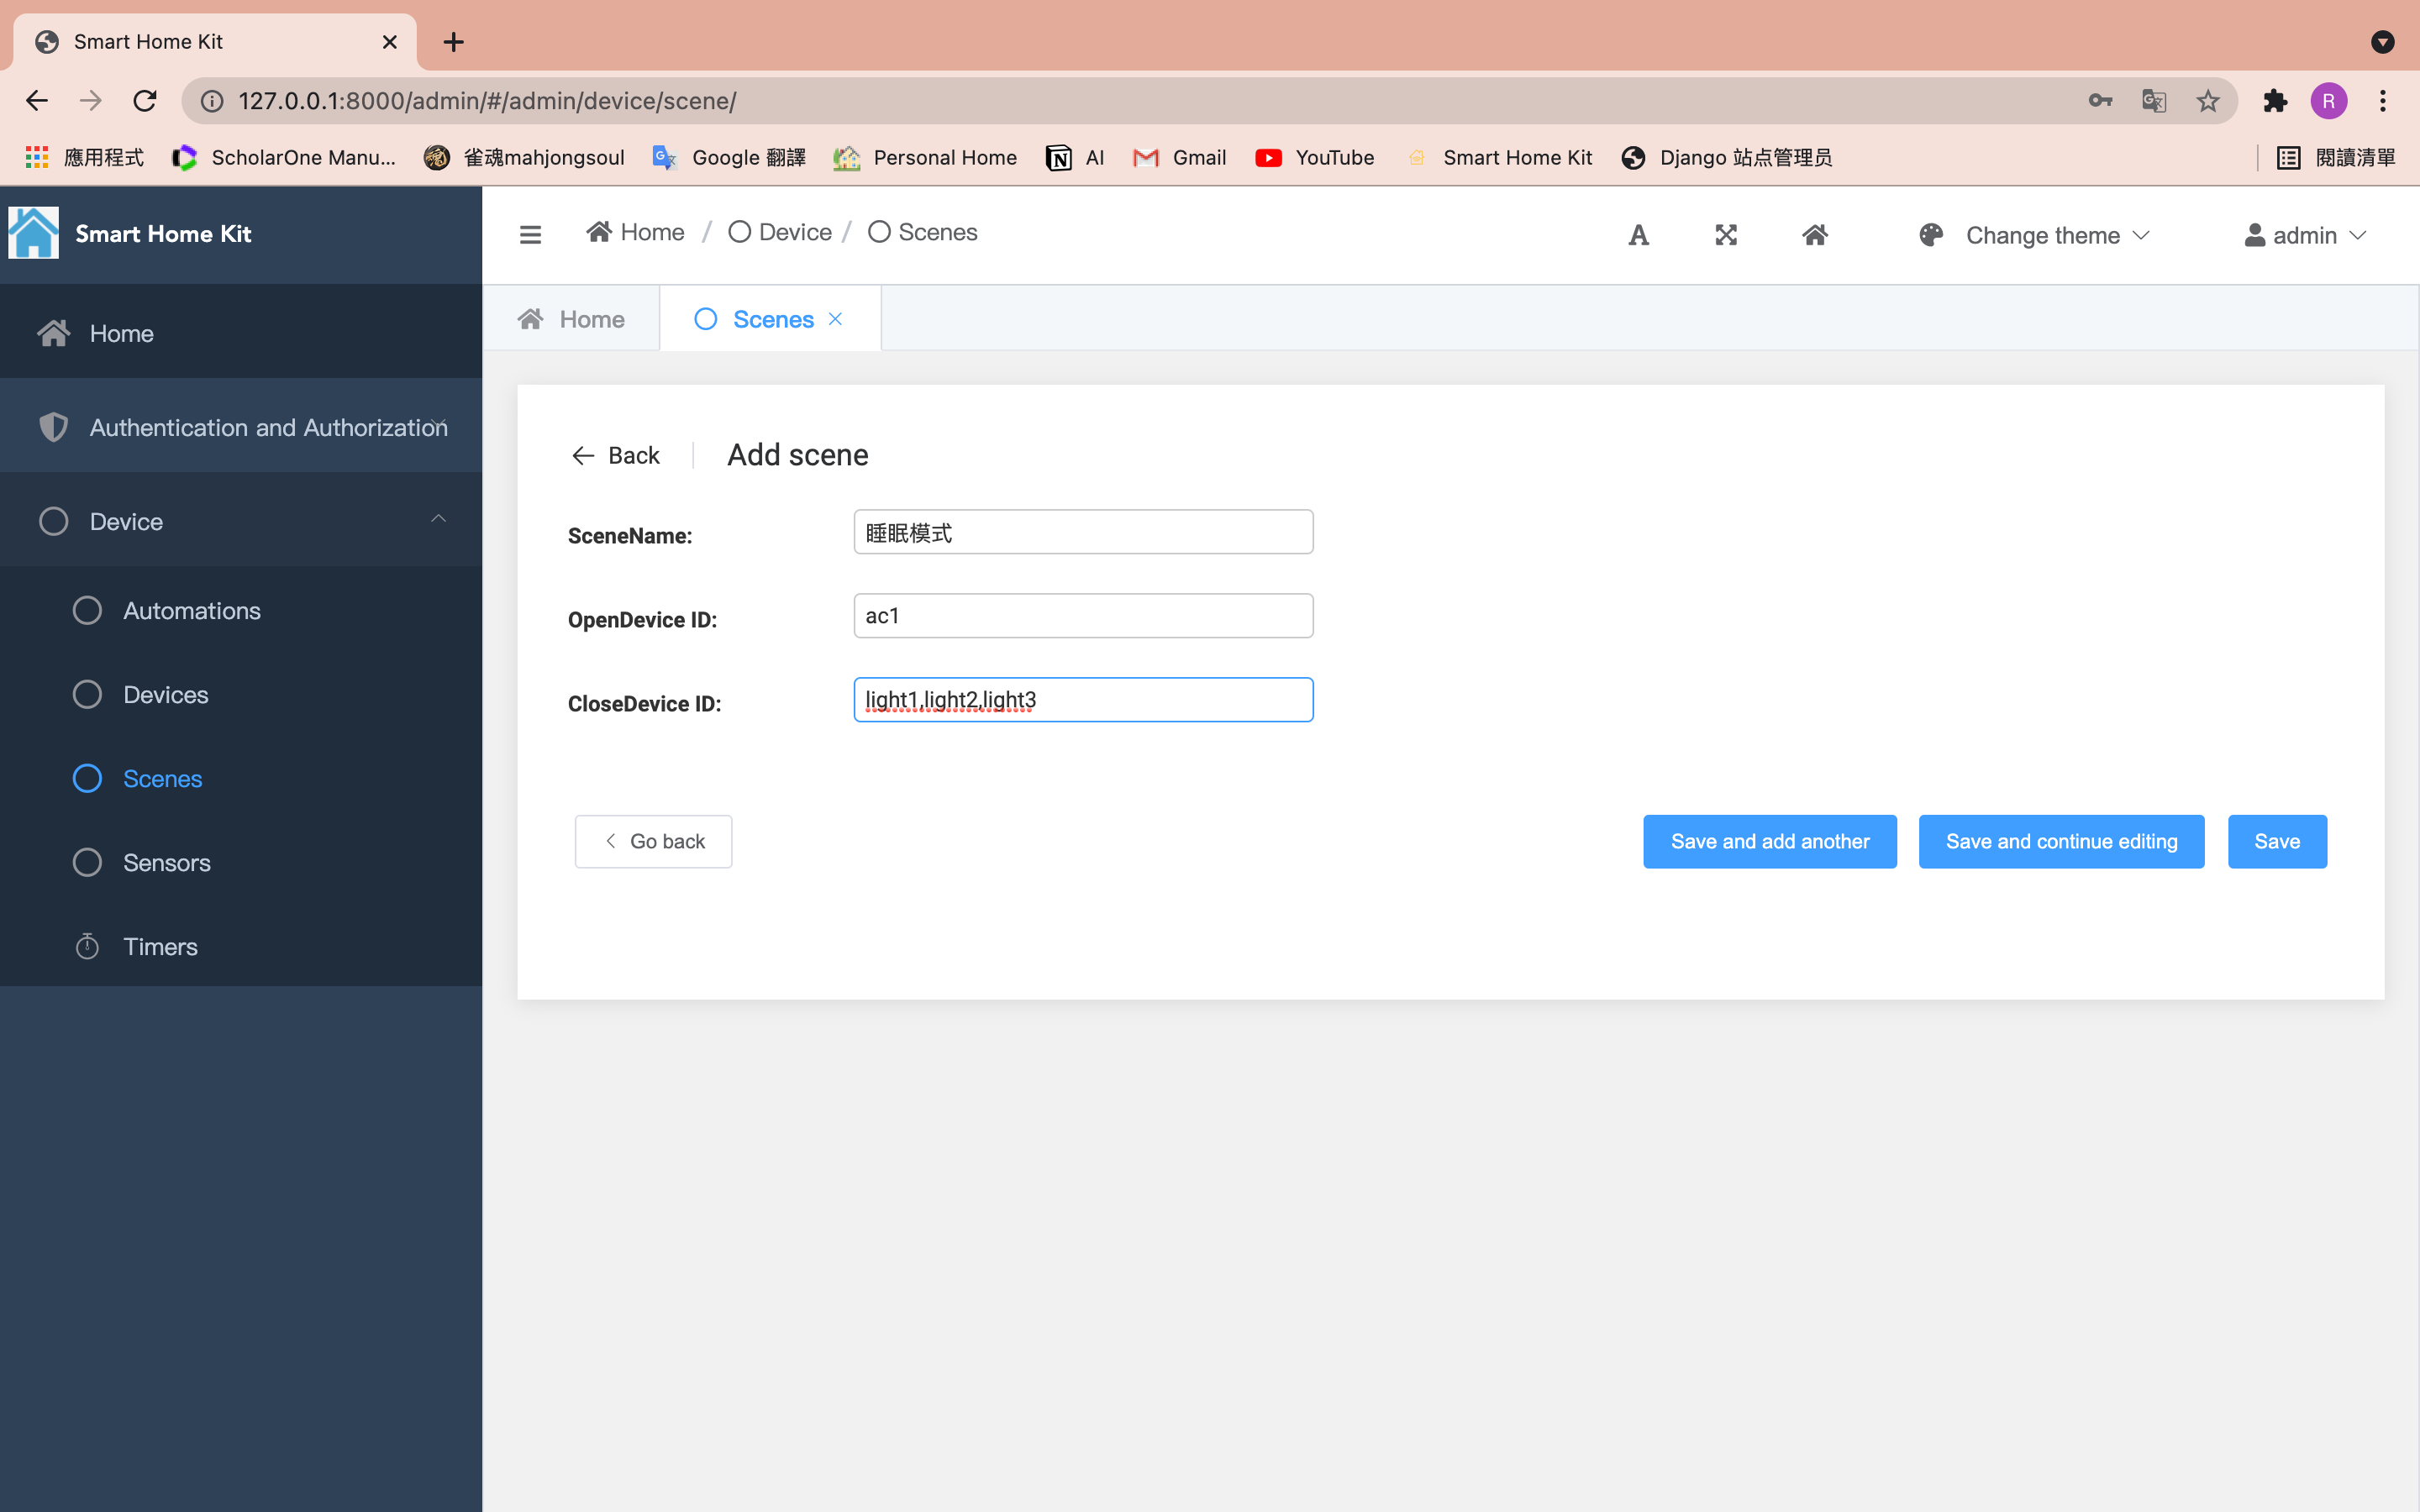 Smart Home Kit
127.0.0.1:8000/admin/#/admin/device/scene/
R
應用程式 ScholarOne Manu... 雀魂mahjongsoul Google 翻譯 Personal Home AI Gmail YouTube Smart Home Kit Django 站点管理员 閱讀清單
Smart Home Kit
Home / Device / Scenes
Change theme
admin
Home
Scenes
Home
Authentication and Authorization
Device
Automations
Devices
Scenes
Sensors
Timers
Back
Add scene
SceneName: 睡眠模式
OpenDevice ID: ac1
CloseDevice ID: light1,light2,light3
Go back
Save and add another
Save and continue editing
Save